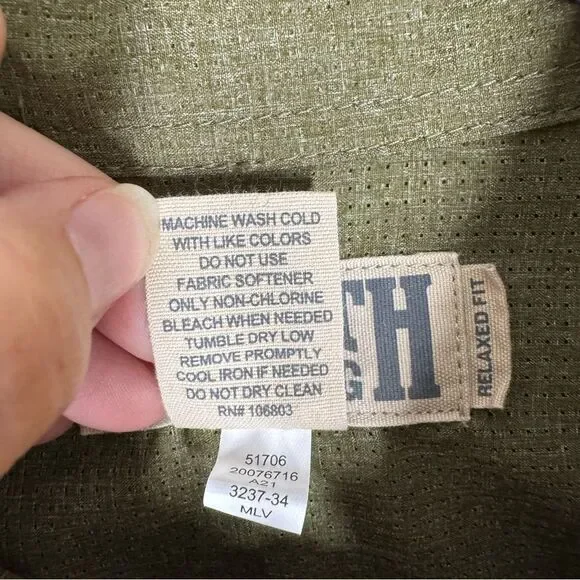 MACHINE WASH COLD
WITH LIKE COLORS
DO NOT USE
FABRIC SOFTENER
ONLY NON-CHLORINE
BLEACH WHEN NEEDED
TUMBLE DRY LOW
REMOVE PROMPTLY
COOL IRON IF NEEDED
DO NOT DRY CLEAN
RN# 106803
TH
RELAXED FIT
51706
20076716
A21
3237-34
MLV